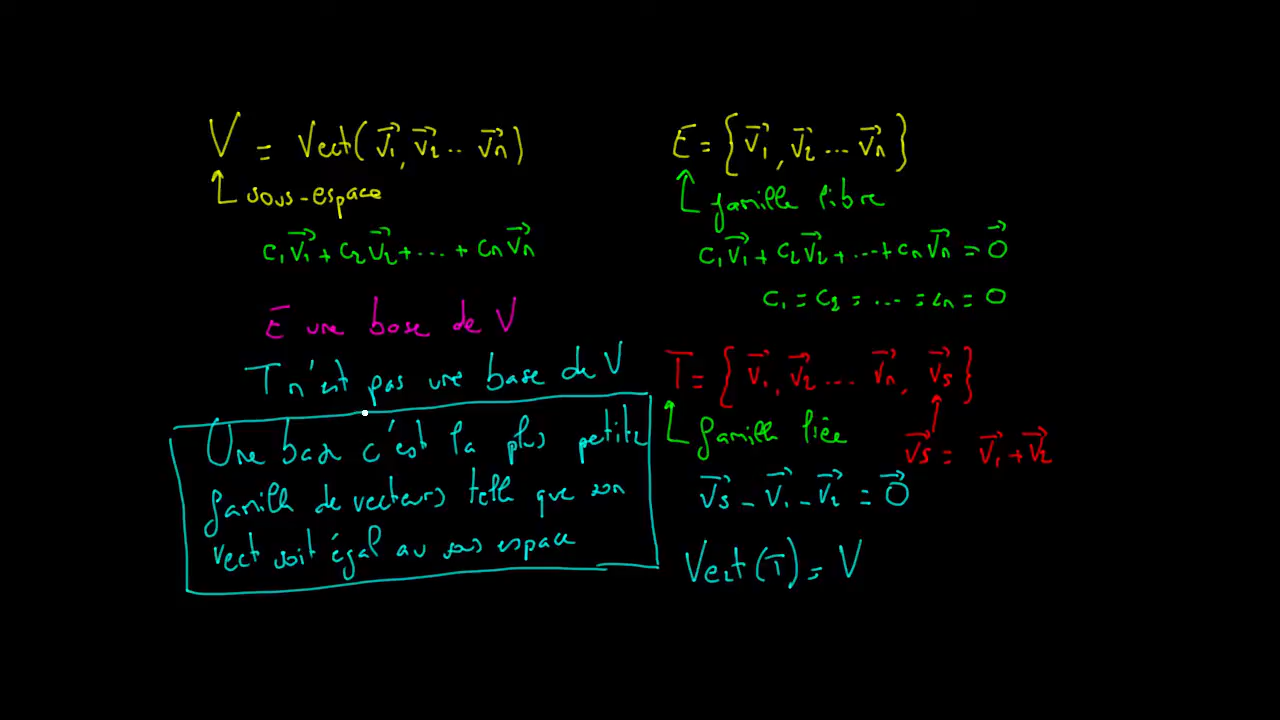 V = Vect(v⃗1, v⃗2 .. v⃗n)
sous-espace
c1v⃗1 + c2v⃗2 + ... + cnv⃗n
E une base de V
T n'est pas une base de V
Une base c'est la plus petite
famille de vecteurs telle que son
vect soit égal au sous espace
E = {v⃗1, v⃗2 ... v⃗n}
famille libre
c1v⃗1 + c2v⃗2 + ... + cnv⃗n = 0⃗
c1 = c2 = ... = cn = 0
T = {v⃗1, v⃗2 ... v⃗n, v⃗s}
famille liée
v⃗s = v⃗1 + v⃗2
v⃗s - v⃗1 - v⃗2 = 0⃗
Vect(T) = V